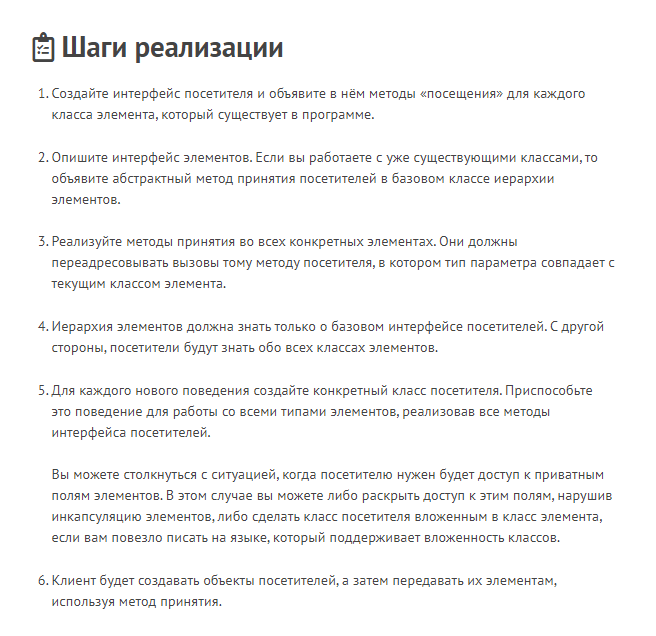 Шаги реализации
1. Создайте интерфейс посетителя и объявите в нём методы «посещения» для каждого
класса элемента, который существует в программе.
2. Опишите интерфейс элементов. Если вы работаете с уже существующими классами, то
объявите абстрактный метод принятия посетителей в базовом классе иерархии
элементов.
3. Реализуйте методы принятия во всех конкретных элементах. Они должны
переадресовывать вызовы тому методу посетителя, в котором тип параметра совпадает с
текущим классом элемента.
4. Иерархия элементов должна знать только о базовом интерфейсе посетителей. С другой
стороны, посетители будут знать обо всех классах элементов.
5. Для каждого нового поведения создайте конкретный класс посетителя. Приспособьте
это поведение для работы со всеми типами элементов, реализовав все методы
интерфейса посетителей.
Вы можете столкнуться с ситуацией, когда посетителю нужен будет доступ к приватным
полям элементов. В этом случае вы можете либо раскрыть доступ к этим полям, нарушив
инкапсуляцию элементов, либо сделать класс посетителя вложенным в класс элемента,
если вам повезло писать на языке, который поддерживает вложенность классов.
6. Клиент будет создавать объекты посетителей, а затем передавать их элементам,
используя метод принятия.